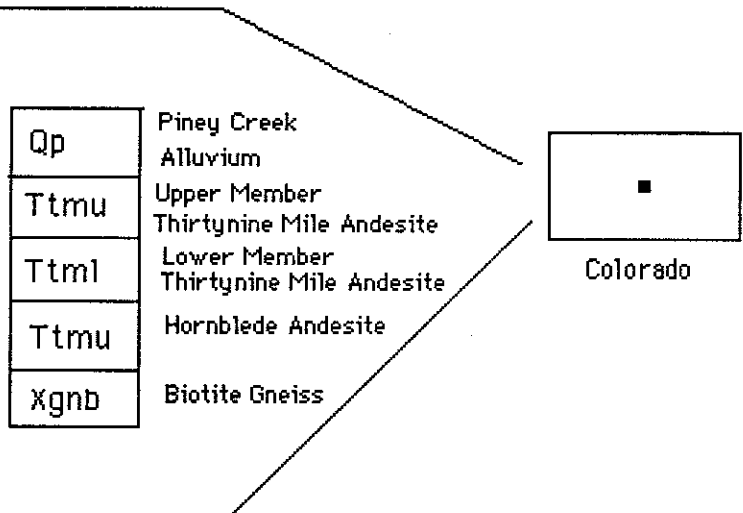 Qp
Piney Creek
Alluvium
Ttmu
Upper Member
Thirtynine Mile Andesite
Ttml
Lower Member
Thirtynine Mile Andesite
Ttmu
Hornblede Andesite
Xgnb
Biotite Gneiss
Colorado